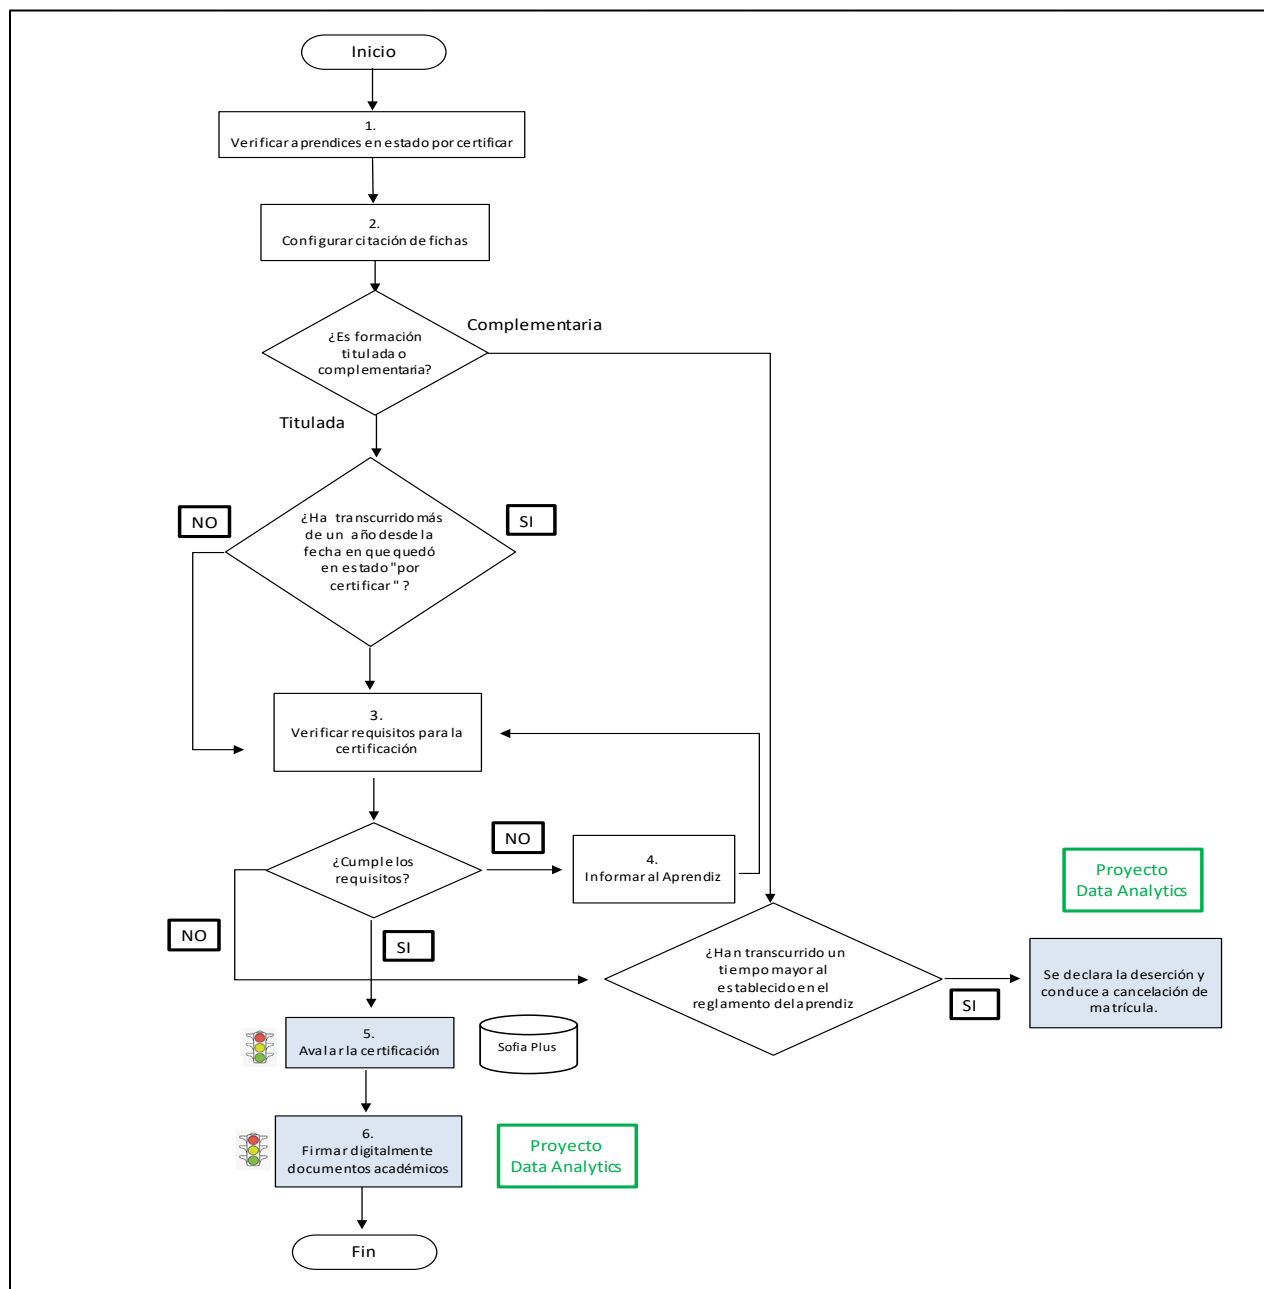 Inicio
1.
Verificar aprendices en estado por certificar
2.
Configurar citación de fichas
Complementaria
¿Es formación
titulada o
complementaria?
Titulada
NO
SI
¿Ha transcurrido más
de un año desde la
fecha en que quedó
en estado "por
certificar" ?
3.
Verificar requisitos para la
certificación
¿Cumple los
requisitos?
NO
4.
Informar al Aprendiz
Proyecto
Data Analytics
NO
SI
¿Han transcurrido un
tiempo mayor al
establecido en el
reglamento del aprendiz
SI
Se declara la deserción y
conduce a cancelación de
matrícula.
5.
Avalar la certificación
Sofia Plus
6.
Firmar digitalmente
documentos académicos
Proyecto
Data Analytics
Fin